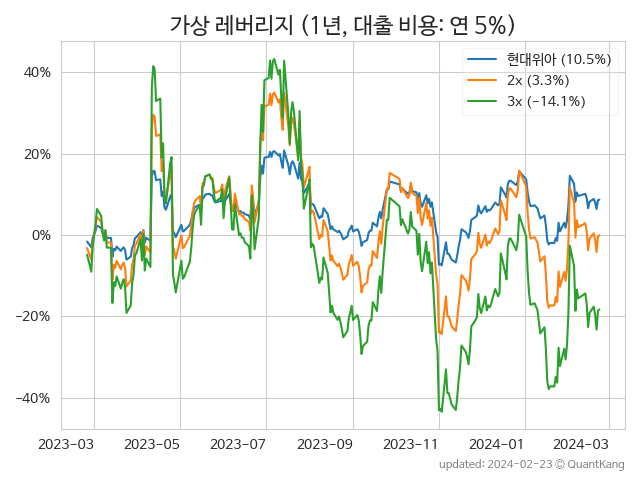 가상 레버리지 (1년, 대출 비용: 연 5%)
현대위아 (10.5%)
2x (3.3%)
3x (−14.1%)
40%
20%
0%
−20%
−40%
2023-03 2023-05 2023-07 2023-09 2023-11 2024-01 2024-03
updated: 2024-02-23 © QuantKang